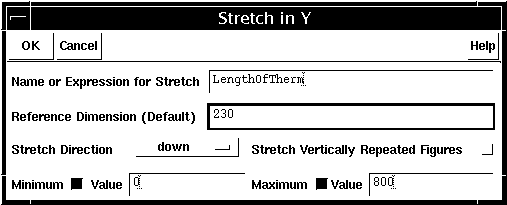 Stretch in Y
OK Cancel Help
Name or Expression for Stretch LengthOfTherm
Reference Dimension (Default) 230
Stretch Direction down Stretch Vertically Repeated Figures
Minimum Value 0 Maximum Value 800